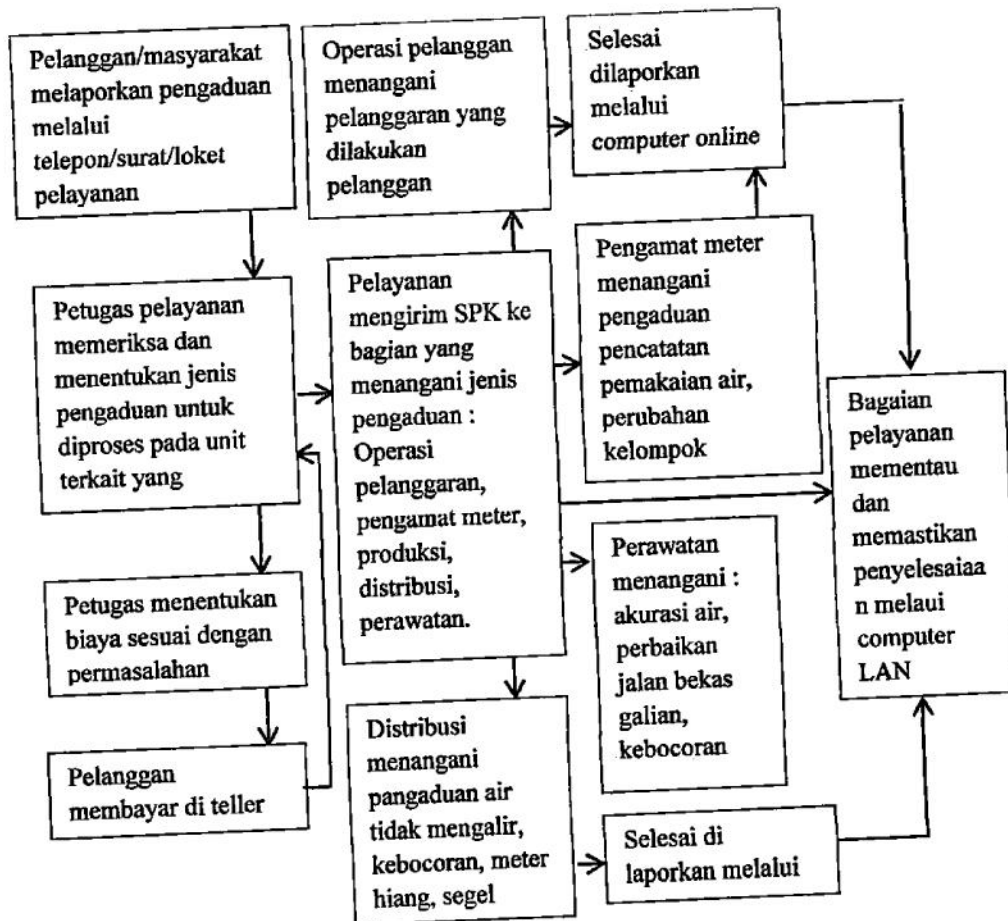 Pelanggan/masyarakat
melaporkan pengaduan
melalui
telepon/surat/loket
pelayanan
Operasi pelanggan
menangani
pelanggaran yang
dilakukan
pelanggan
Selesai
dilaporkan
melalui
computer online
Petugas pelayanan
memeriksa dan
menentukan jenis
pengaduan untuk
diproses pada unit
terkait yang
Pelayanan
mengirim SPK ke
bagian yang
menangani jenis
pengaduan :
Operasi
pelanggaran,
pengamat meter,
produksi,
distribusi,
perawatan.
Pengamat meter
menangani
pengaduan
pencatatan
pemakaian air,
perubahan
kelompok
Bagaian
pelayanan
mementau
dan
memastikan
penyelesaiaa
n melaui
computer
LAN
Petugas menentukan
biaya sesuai dengan
permasalahan
Perawatan
menangani :
akurasi air,
perbaikan
jalan bekas
galian,
kebocoran
Pelanggan
membayar di teller
Distribusi
menangani
pangaduan air
tidak mengalir,
kebocoran, meter
hiang, segel
Selesai di
laporkan melalui